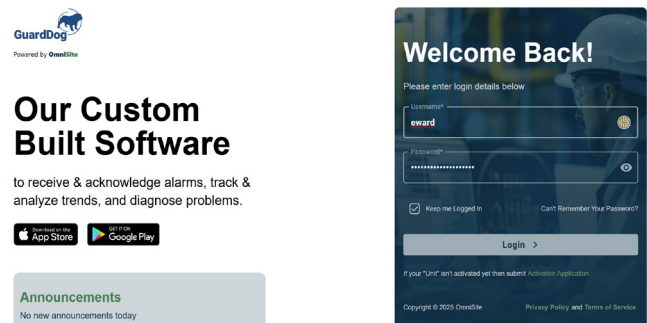 GuardDog
Powered by OmniSite
Our Custom
Built Software
to receive & acknowledge alarms, track &
analyze trends, and diagnose problems.
Download on the
App Store
GET IT ON
Google Play
Announcements
No new announcements today
Welcome Back!
Please enter login details below
Username*
eward
Password*
•••••••••••••••••••
Keep me Logged In
Can't Remember Your Password?
Login >
If your "Unit" isn't activated yet then submit Activation Application
Copyright © 2025 OmniSite
Privacy Policy and Terms of Service